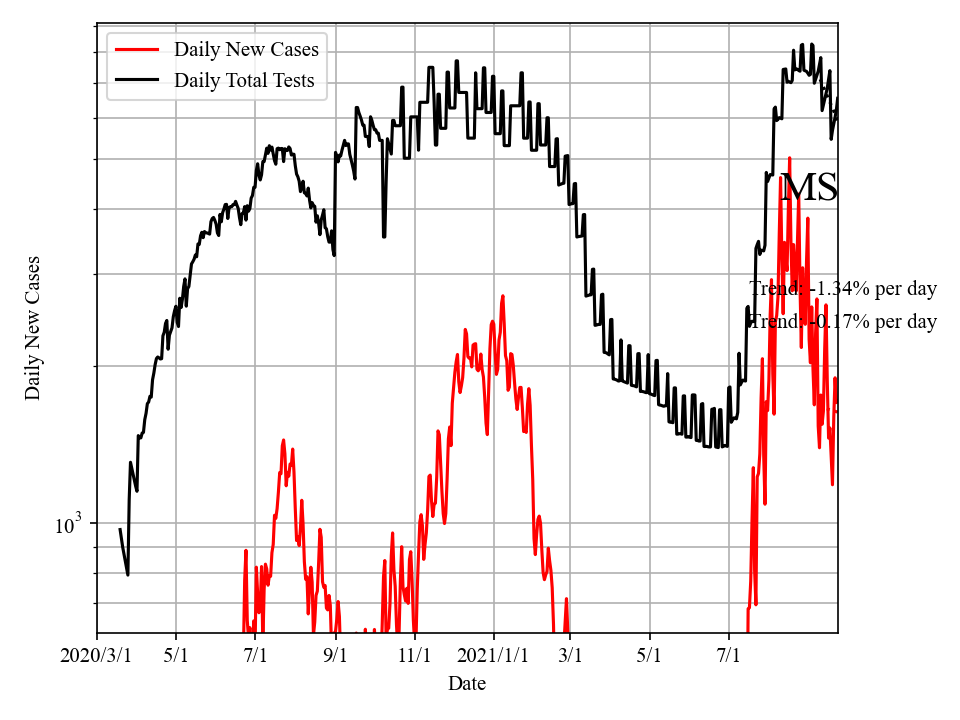 Daily New Cases
Daily Total Tests
MS
Trend: -1.34% per day
Trend: -0.17% per day
Daily New Cases
10^3
2020/3/1 5/1 7/1 9/1 11/1 2021/1/1 3/1 5/1 7/1
Date